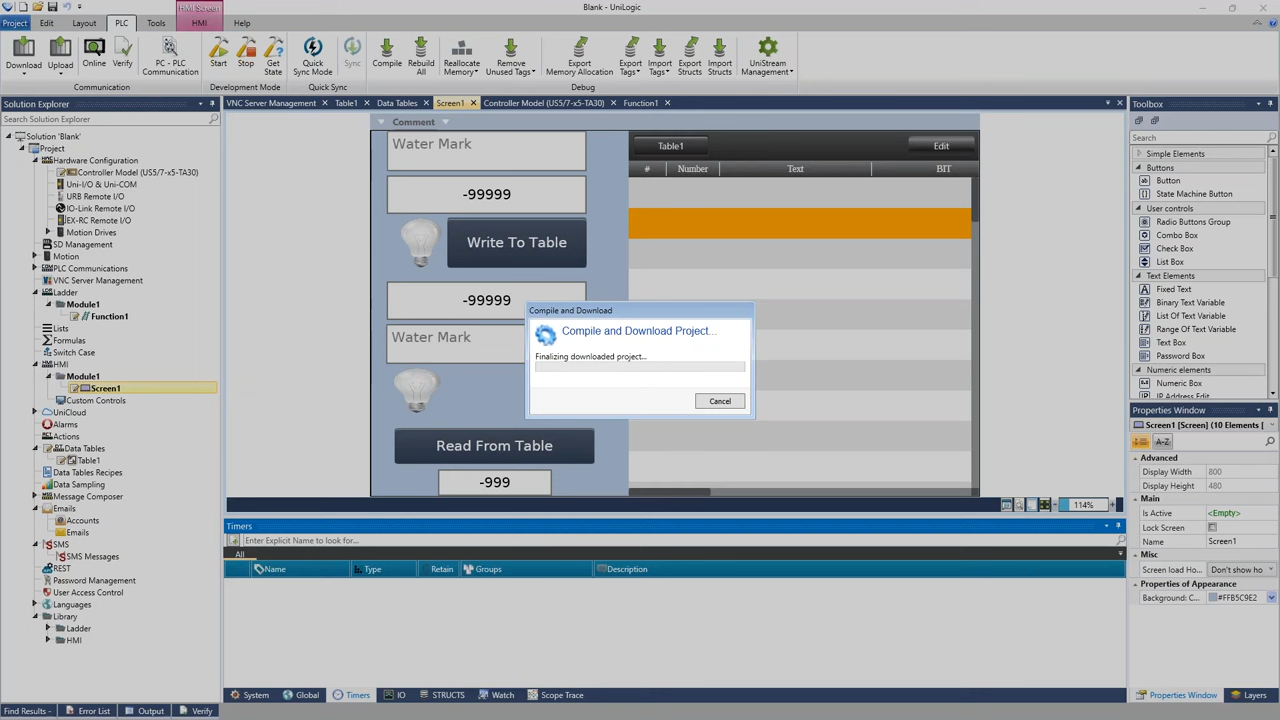 HMI Screen
Blank - UniLogic
Project Edit Layout PLC Tools HMI Help
Download Upload Online Verify PC - PLC Communication Start Stop Get State Quick Sync Mode Sync Compile Rebuild All Reallocate Memory Remove Unused Tags Export Memory Allocation Export Tags Import Tags Export Structs Import Structs UniStream Management
Communication Development Mode Quick Sync Debug
Solution Explorer
Search Solution Explorer
Solution 'Blank'
Project
Hardware Configuration
Controller Model (US5/7-x5-TA30)
Uni-I/O & Uni-COM
URB Remote I/O
IO-Link Remote I/O
EX-RC Remote I/O
Motion Drives
SD Management
Motion
PLC Communications
VNC Server Management
Ladder
Module1
Function1
Lists
Formulas
Switch Case
HMI
Module1
Screen1
Custom Controls
UniCloud
Alarms
Actions
Data Tables
Table1
Data Tables Recipes
Data Sampling
Message Composer
Emails
Accounts
Emails
SMS
SMS Messages
REST
Password Management
User Access Control
Languages
Library
Ladder
HMI
Find Results - Error List Output Verify
VNC Server Management Table1 Data Tables Screen1 Controller Model (US5/7-x5-TA30) Function1
Comment
Water Mark
-99999
Write To Table
-99999
Water Mark
Read From Table
-999
Table1 Edit
# Number Text BIT
Compile and Download
Compile and Download Project...
Finalizing downloaded project...
Cancel
114%
Timers
Enter Explicit Name to look for...
All
Name Type Retain Groups Description
System Global Timers IO STRUCTS Watch Scope Trace
Toolbox
Search
Simple Elements
Buttons
Button
State Machine Button
User controls
Radio Buttons Group
Combo Box
Check Box
List Box
Text Elements
Fixed Text
Binary Text Variable
List Of Text Variable
Range Of Text Variable
Text Box
Password Box
Numeric elements
Numeric Box
IP Address Edit
Properties Window
Screen1 [Screen] (10 Elements
A-Z
Advanced
Display Width 800
Display Height 480
Main
Is Active <Empty>
Lock Screen
Name Screen1
Misc
Screen load Ho... Don't show ho
Properties of Appearance
Background: C... #FFB5C9E2
Properties Window Layers